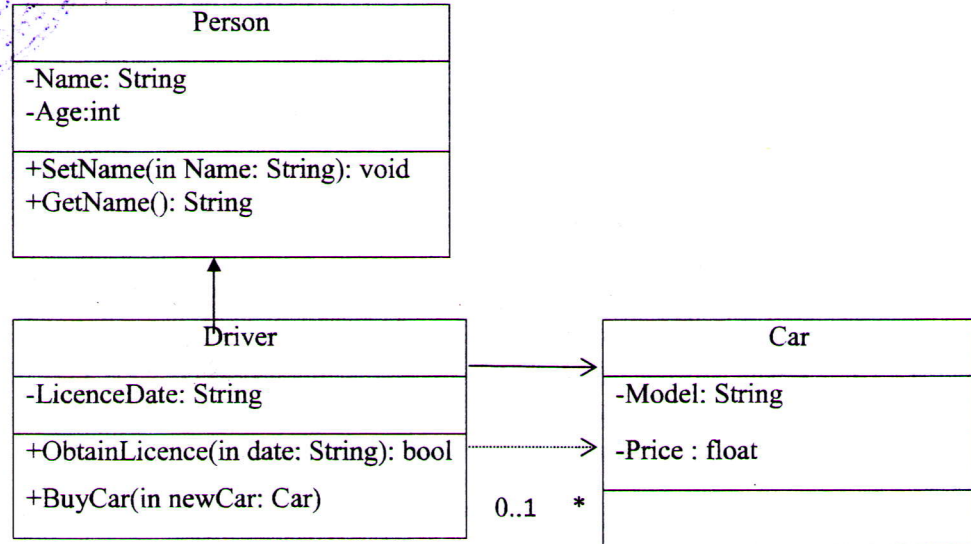 Person
-Name: String
-Age:int
+SetName(in Name: String): void
+GetName(): String
Driver
-LicenceDate: String
+ObtainLicence(in date: String): bool
+BuyCar(in newCar: Car)
0..1 *
Car
-Model: String
-Price : float